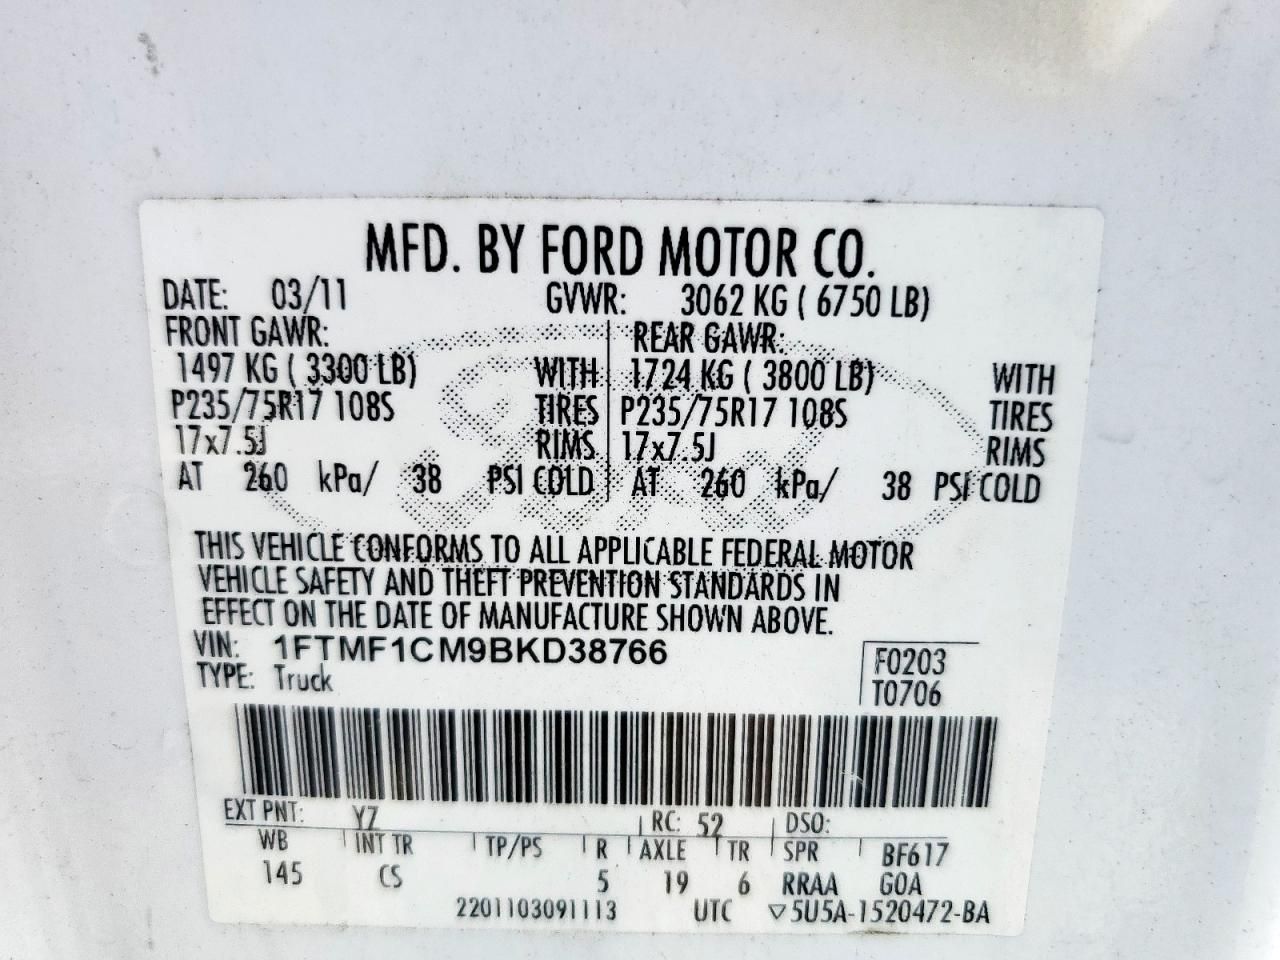 MFD. BY FORD MOTOR CO.
DATE: 03/11 GVWR: 3062 KG ( 6750 LB)
FRONT GAWR: REAR GAWR:
1497 KG ( 3300 LB) WITH 1724 KG ( 3800 LB) WITH
P235/75R17 108S TIRES P235/75R17 108S TIRES
17x7.5J RIMS 17x7.5J RIMS
AT 260 kPa/ 38 PSI COLD AT 260 kPa/ 38 PSI COLD
THIS VEHICLE CONFORMS TO ALL APPLICABLE FEDERAL MOTOR
VEHICLE SAFETY AND THEFT PREVENTION STANDARDS IN
EFFECT ON THE DATE OF MANUFACTURE SHOWN ABOVE.
VIN: 1FTMF1CM9BKD38766 F0203
TYPE: Truck T0706
EXT PNT: YZ RC: 52 DSO:
WB INT TR TP/PS R AXLE TR SPR BF617
145 CS 5 19 6 RRAA GOA
2201103091113 UTC ▽5U5A-1520472-BA